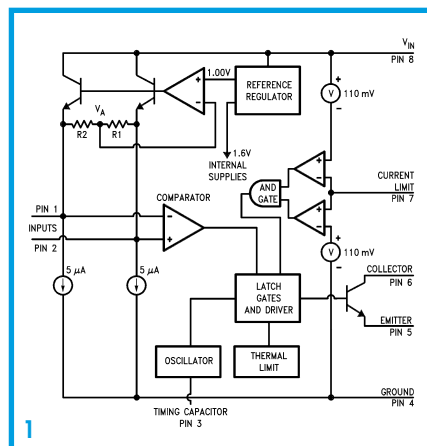 V_IN
PIN 8
1.00V
+
−
REFERENCE
REGULATOR
+
V 110 mV
−
V_A
R2 R1
1.6V
INTERNAL
SUPPLIES
+
−
CURRENT
LIMIT
PIN 7
AND
GATE
+
−
PIN 1
INPUTS
PIN 2
COMPARATOR
−
+
+
V 110 mV
−
5 μA
5 μA
COLLECTOR
PIN 6
LATCH
GATES
AND DRIVER
EMITTER
PIN 5
OSCILLATOR
THERMAL
LIMIT
GROUND
PIN 4
TIMING CAPACITOR
PIN 3
1